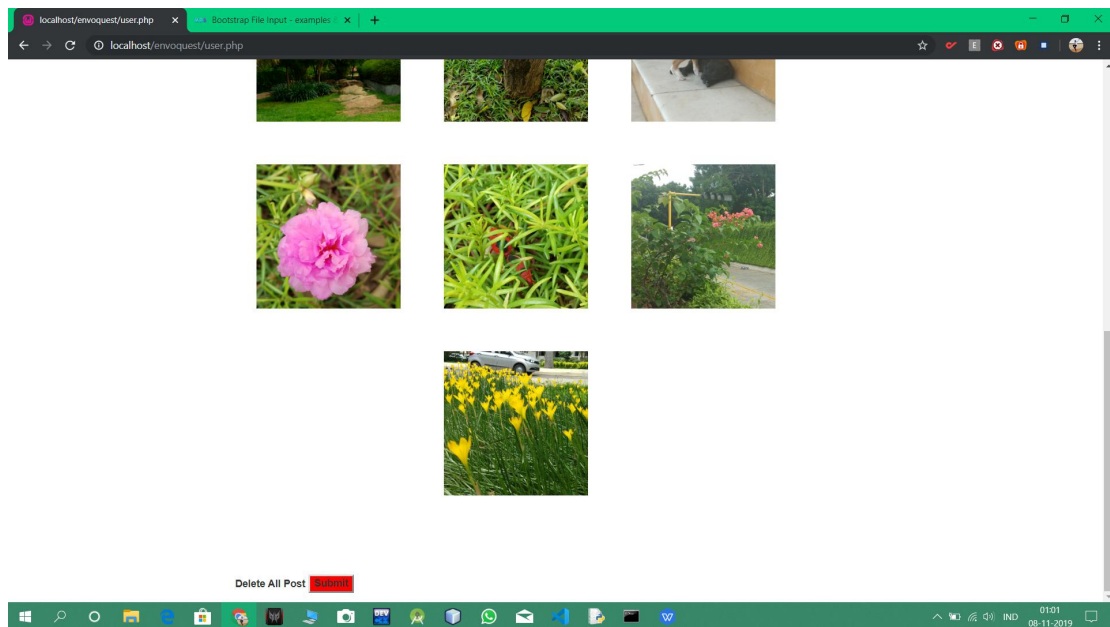 localhost/envoquest/user.php
Bootstrap File Input - examples
localhost/envoquest/user.php
E
Delete All Post Submit
DEV
W
IND
01:01
08-11-2019